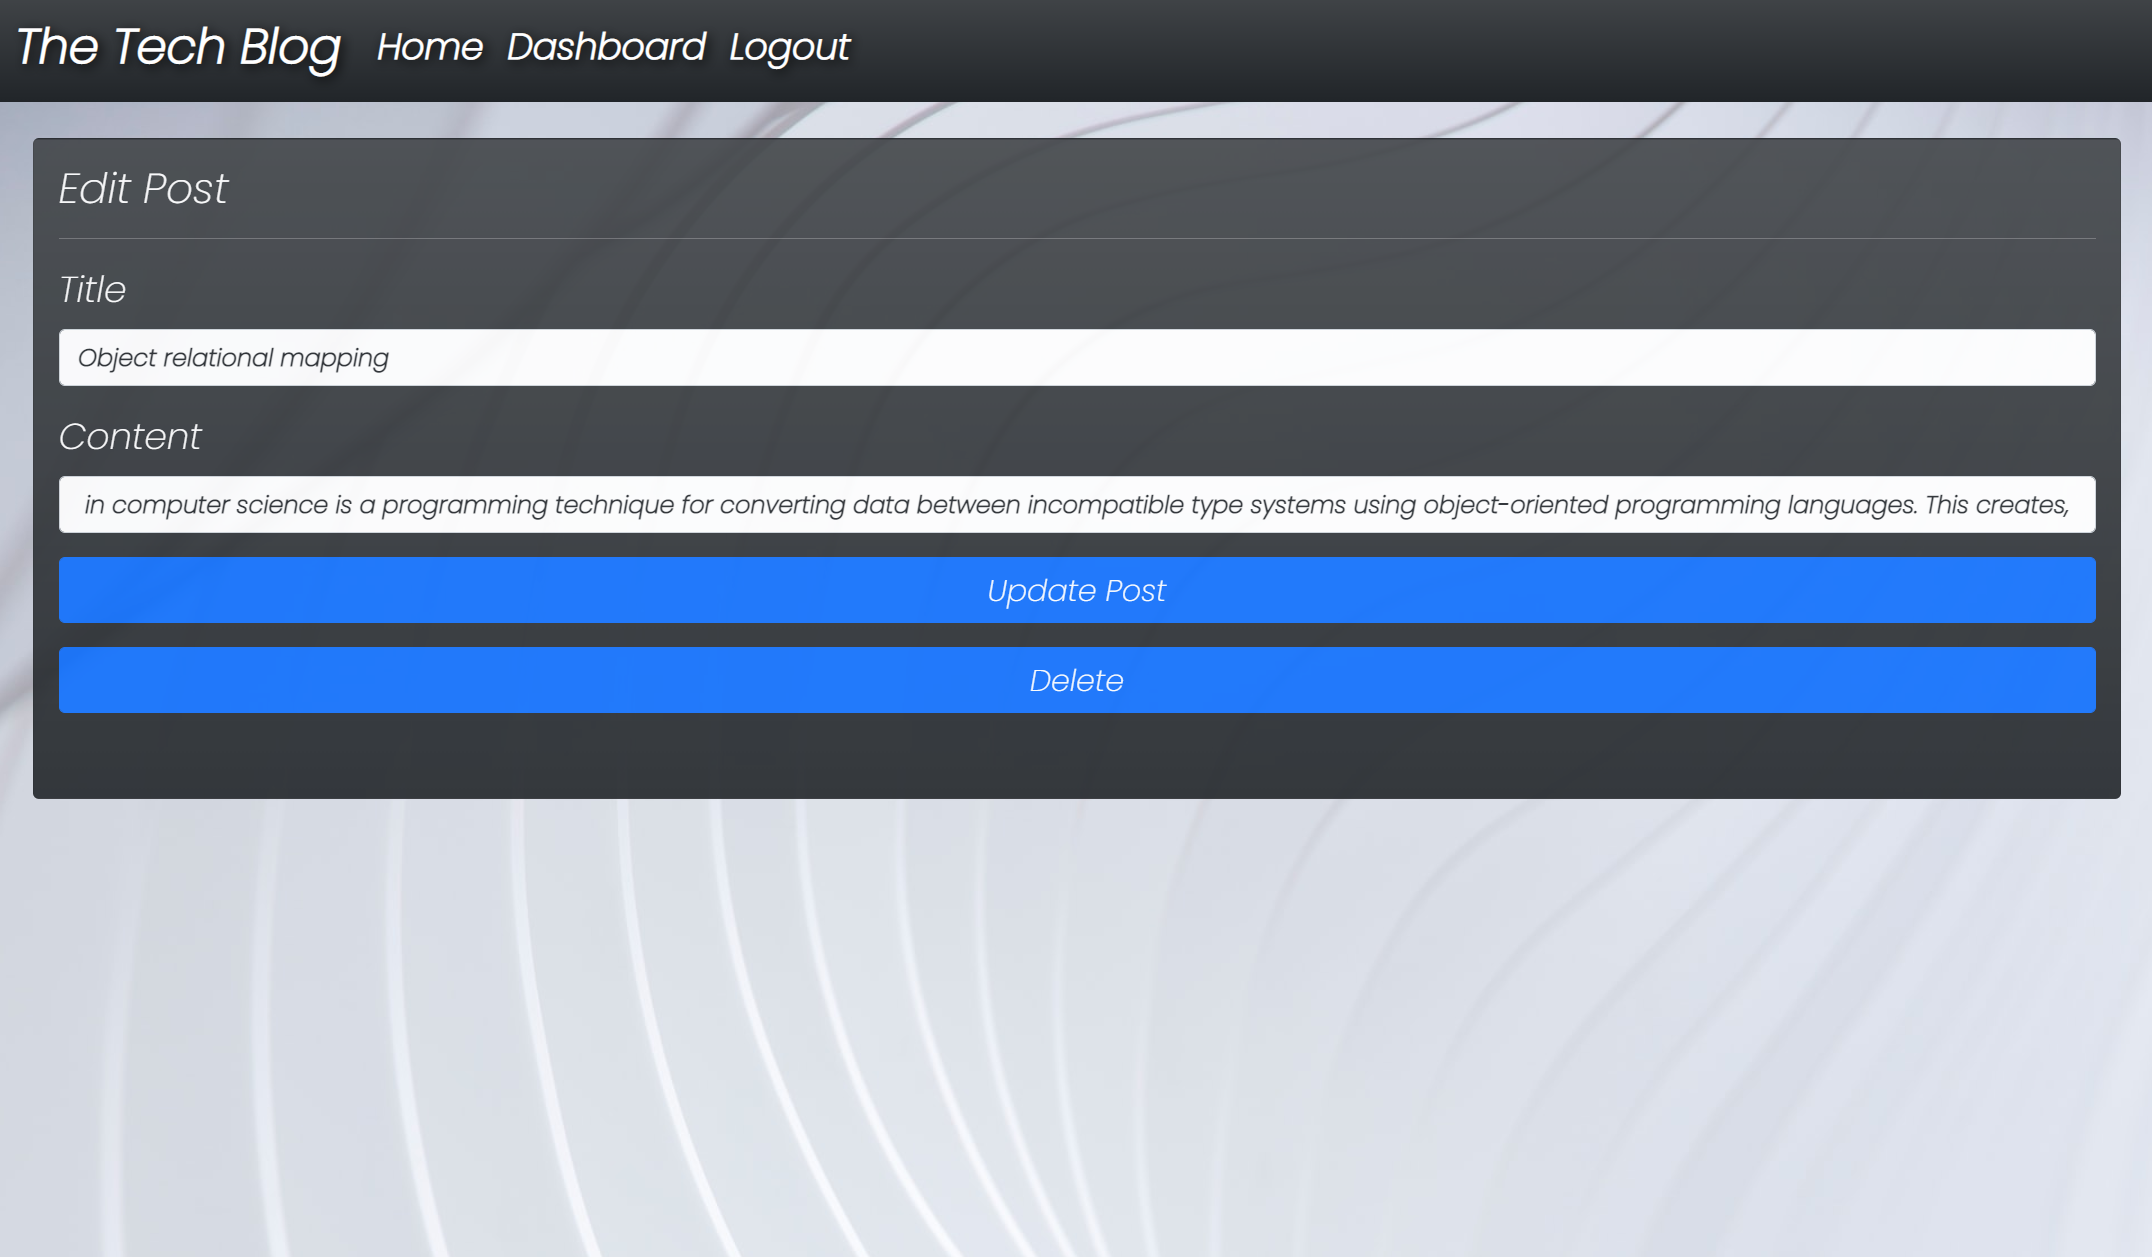 The Tech Blog Home Dashboard Logout
Edit Post
Title
Object relational mapping
Content
in computer science is a programming technique for converting data between incompatible type systems using object-oriented programming languages. This creates,
Update Post
Delete